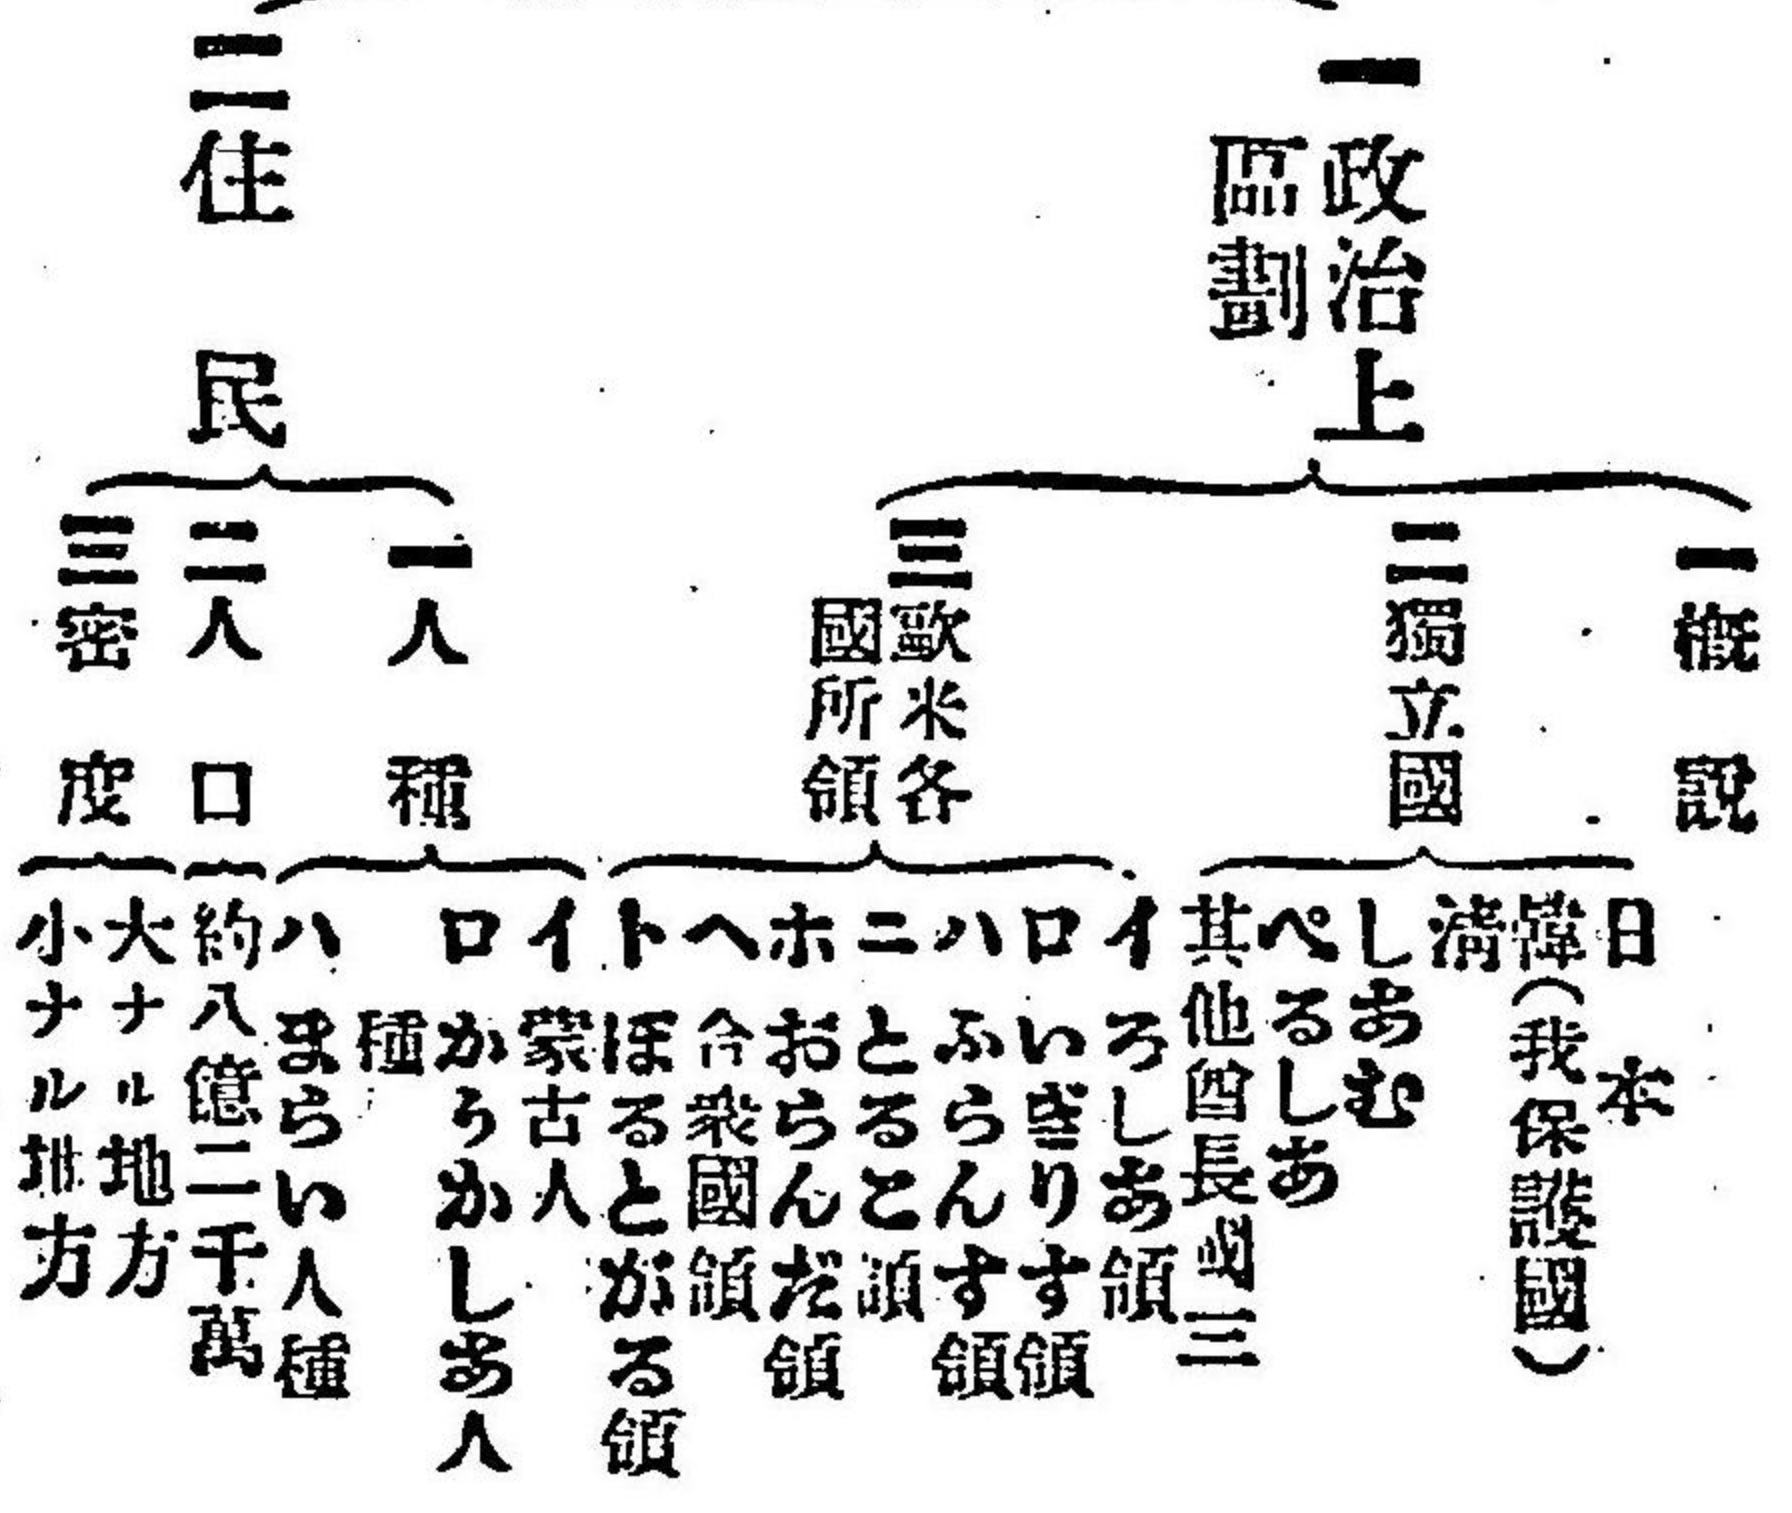 一政治上
區劃
一概説
二獨立國
日本
韓(我保護國)
清
しあむ
ぺるしあ
其他酋長國三
三歐米各
國所領
イろしあ領
ロいぎりす領
ハふらんす領
ニとるこ領
ホおらんだ領
ヘ合衆國領
トほるとがる領
二住民
一人種
イ蒙古人
種
ロかうかしあ人
ハまらい人種
二人口
約八億二千萬
三密度
大ナル地方
小ナル地方